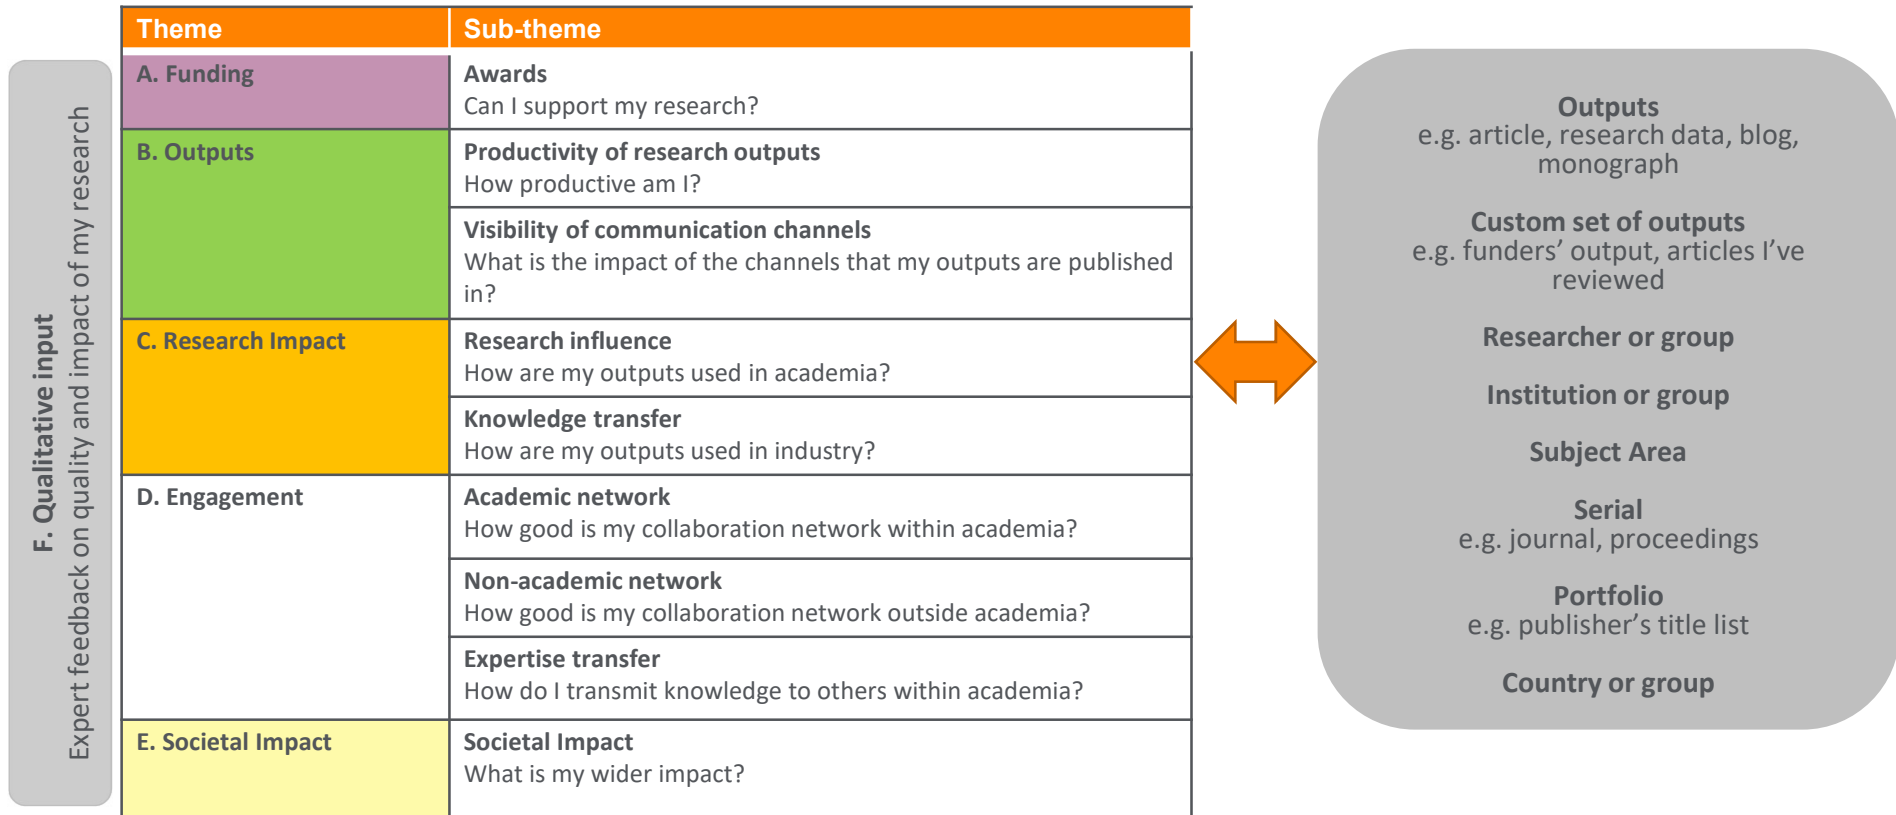 F. Qualitative input
Expert feedback on quality and impact of my research
Theme
Sub-theme
A. Funding
Awards
Can I support my research?
B. Outputs
Productivity of research outputs
How productive am I?
Visibility of communication channels
What is the impact of the channels that my outputs are published
in?
C. Research Impact
Research influence
How are my outputs used in academia?
Knowledge transfer
How are my outputs used in industry?
D. Engagement
Academic network
How good is my collaboration network within academia?
Non-academic network
How good is my collaboration network outside academia?
Expertise transfer
How do I transmit knowledge to others within academia?
E. Societal Impact
Societal Impact
What is my wider impact?
Outputs
e.g. article, research data, blog,
monograph
Custom set of outputs
e.g. funders’ output, articles I’ve
reviewed
Researcher or group
Institution or group
Subject Area
Serial
e.g. journal, proceedings
Portfolio
e.g. publisher’s title list
Country or group